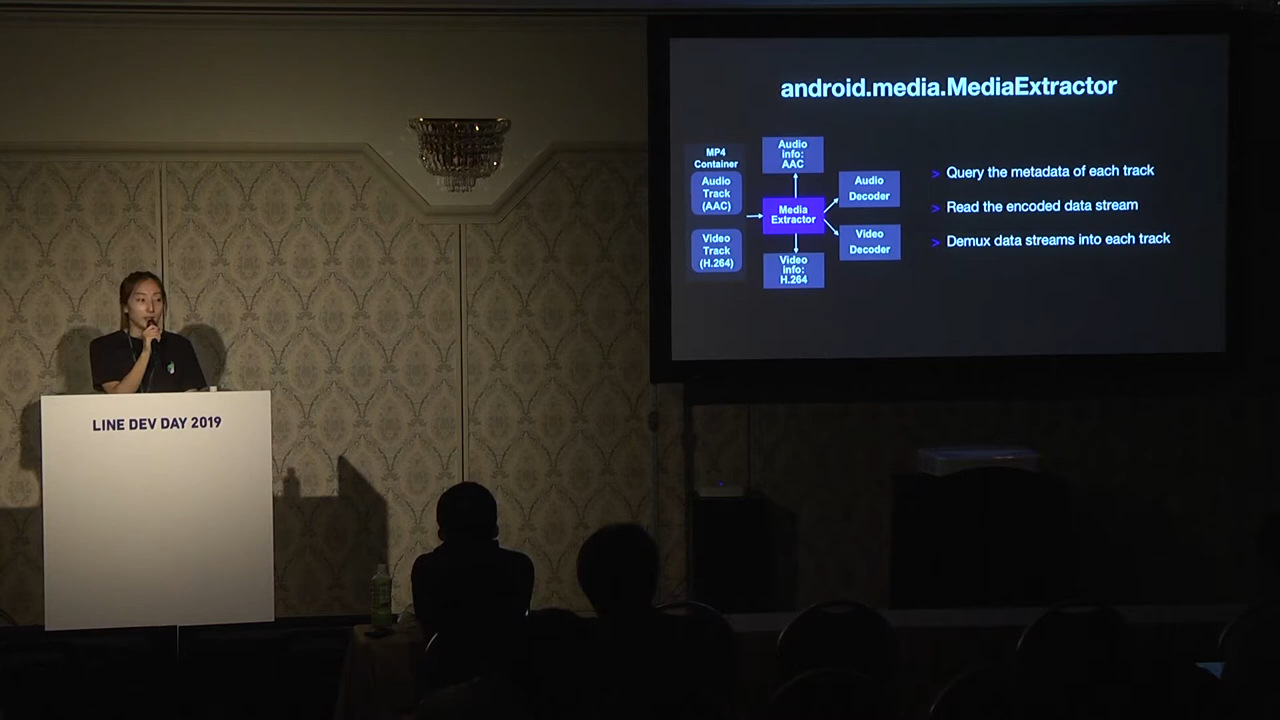 LINE DEV DAY 2019
android.media.MediaExtractor
MP4
Container
Audio
Track
(AAC)
Video
Track
(H.264)
Audio
info:
AAC
Media
Extractor
Video
info:
H.264
Audio
Decoder
Video
Decoder
> Query the metadata of each track
> Read the encoded data stream
> Demux data streams into each track